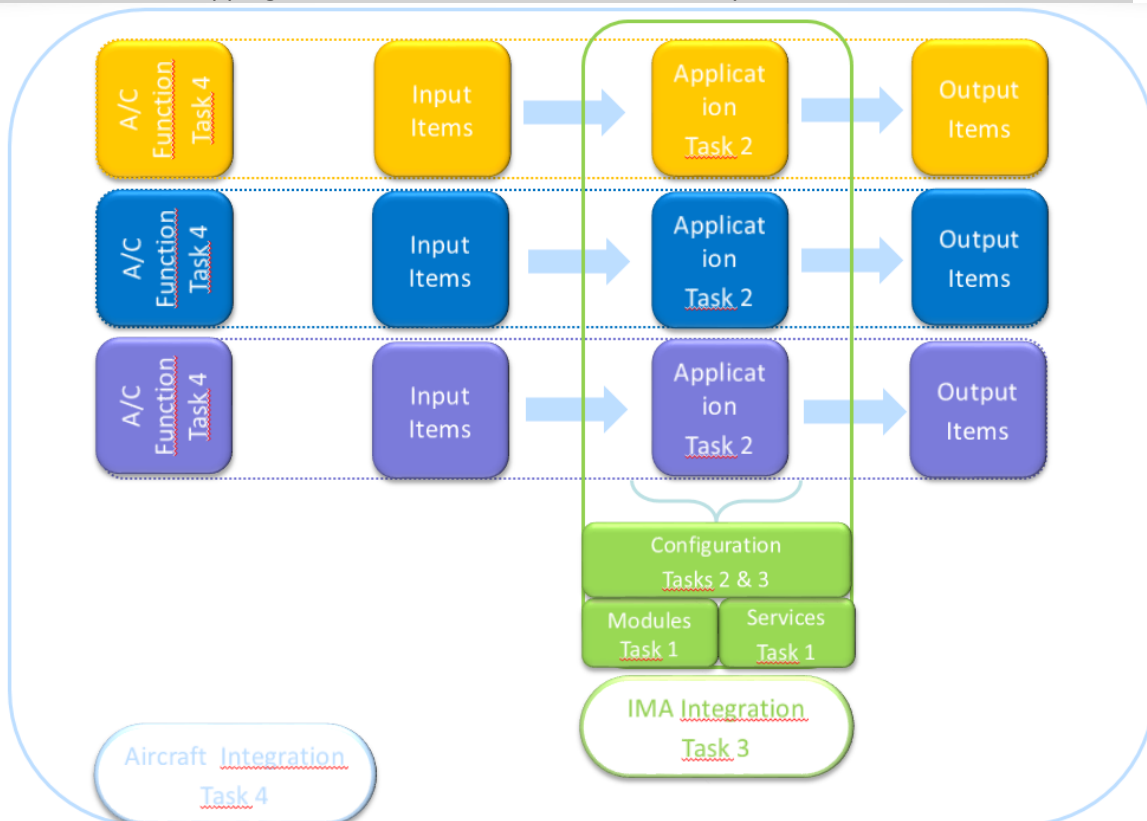 A/C
Function
Task 4
Input
Items
Applicat
ion
Task 2
Output
Items
A/C
Function
Task 4
Input
Items
Applicat
ion
Task 2
Output
Items
A/C
Function
Task 4
Input
Items
Applicat
ion
Task 2
Output
Items
Configuration
Tasks 2 & 3
Modules
Task 1
Services
Task 1
IMA Integration
Task 3
Aircraft Integration
Task 4